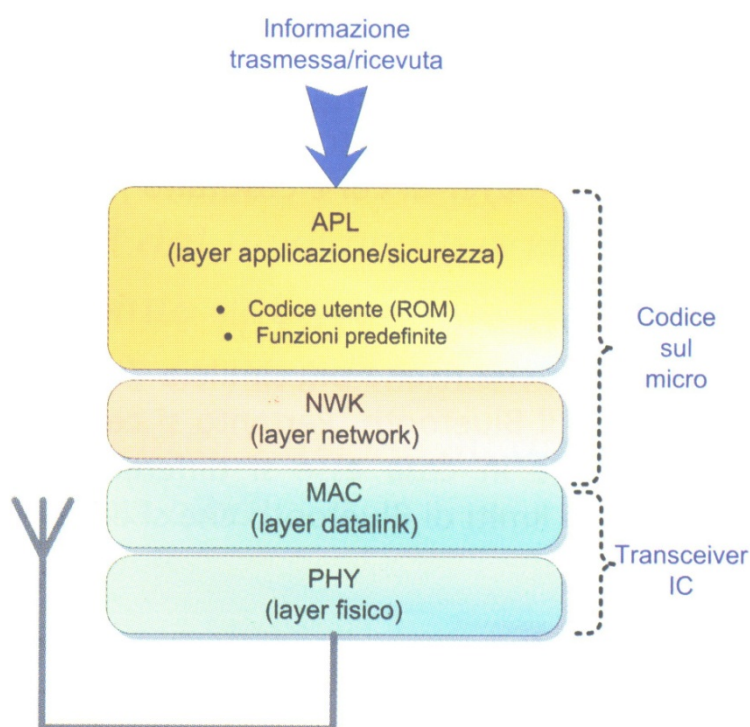 Informazione
trasmessa/ricevuta
APL
(layer applicazione/sicurezza)
• Codice utente (ROM)
• Funzioni predefinite
Codice
sul
micro
NWK
(layer network)
MAC
(layer datalink)
Transceiver
IC
PHY
(layer fisico)